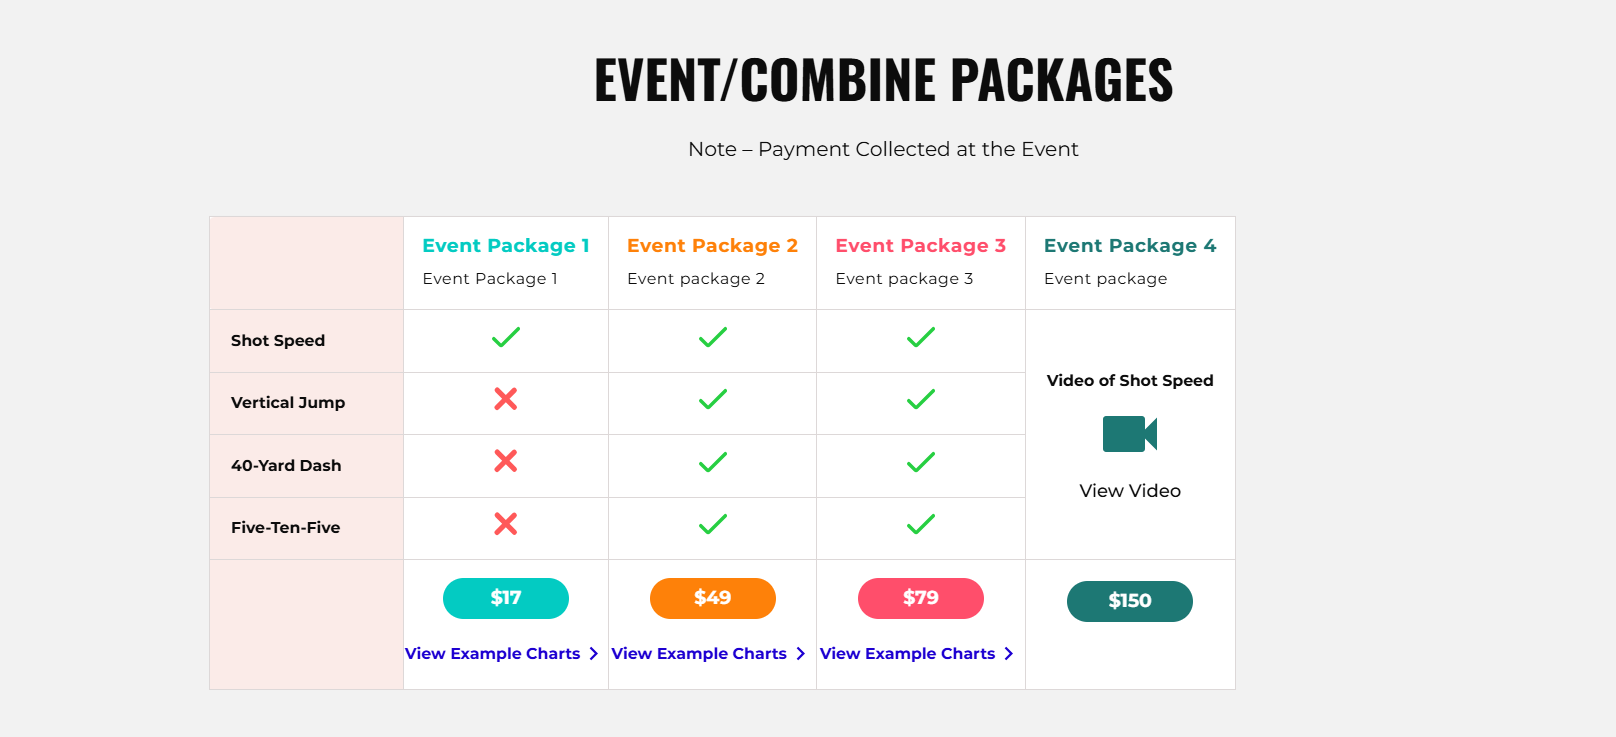 EVENT/COMBINE PACKAGES
Note – Payment Collected at the Event
Event Package 1
Event Package 1
Event Package 2
Event package 2
Event Package 3
Event package 3
Event Package 4
Event package
Shot Speed
Vertical Jump
40-Yard Dash
Five-Ten-Five
Video of Shot Speed
View Video
$17
$49
$79
$150
View Example Charts
View Example Charts
View Example Charts